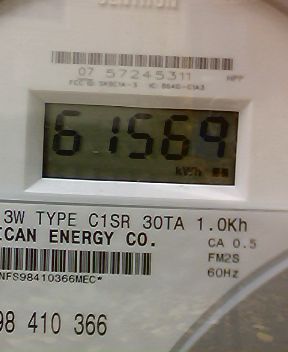 07 57245311
61569
kWh
3W TYPE C1SR 30TA 1.0Kh
ICAN ENERGY CO.
CA 0.5
FM2S
60Hz
NFS98410366MEC*
98 410 366